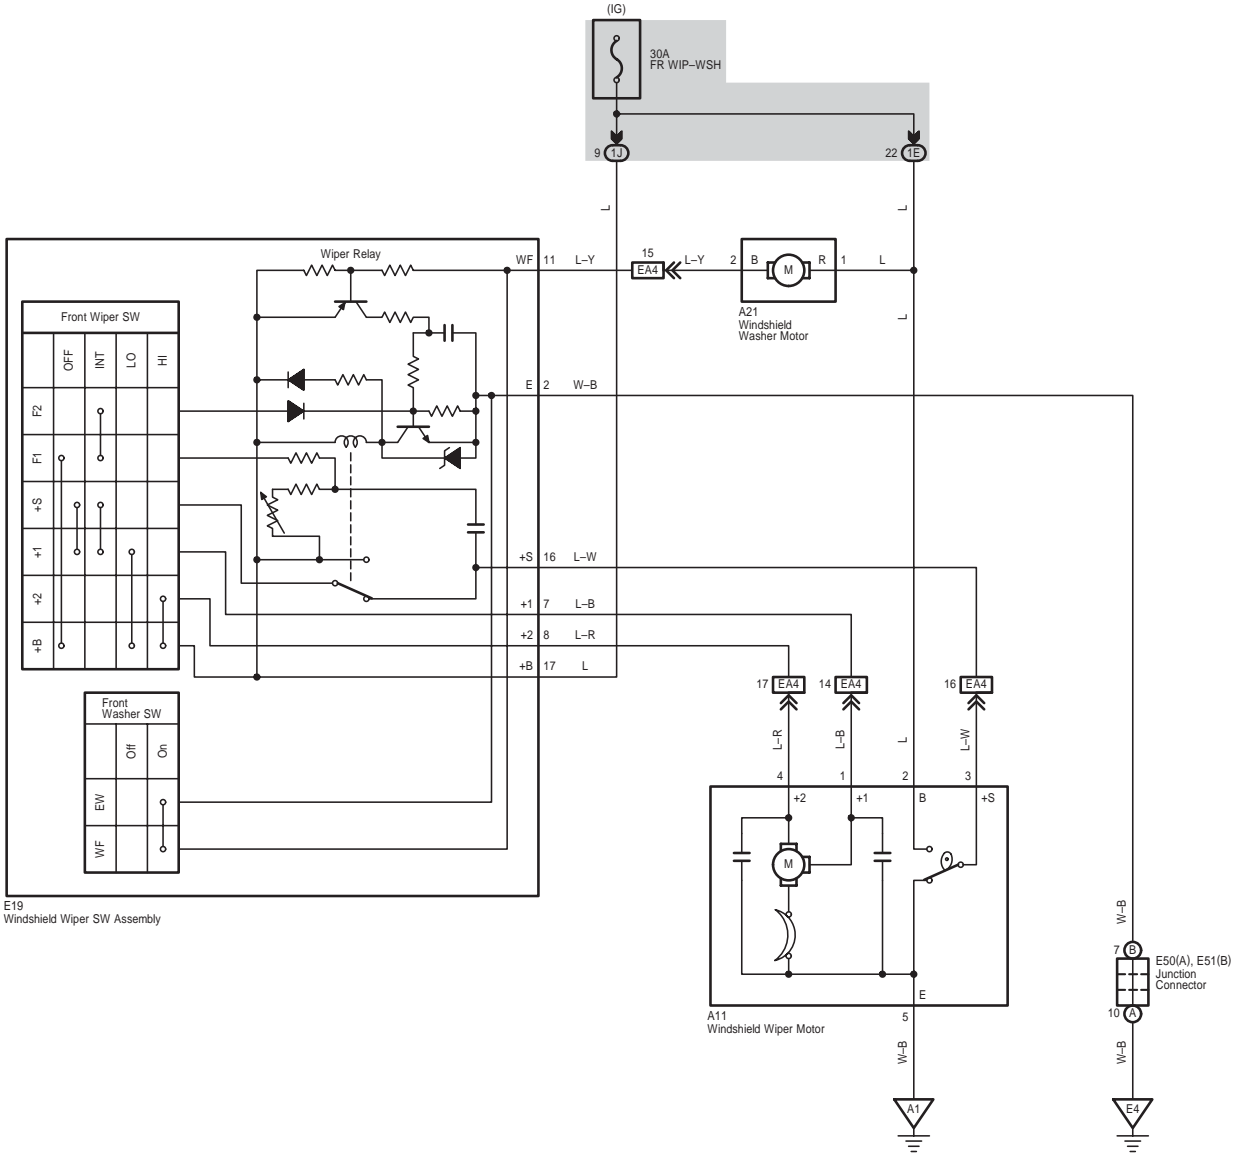 (IG)
30A
FR WIP–WSH
9 1J
22 1E
L
L
Wiper Relay
WF 11 L–Y
15
EA4
L–Y
2 B M R 1 L
A21
Windshield
Washer Motor
L
Front Wiper SW
OFF INT LO HI
F2
F1
+S
+1
+2
+B
E 2 W–B
+S 16 L–W
+1 7 L–B
+2 8 L–R
+B 17 L
17 EA4
14 EA4
16 EA4
L–R
L–B
L
L–W
Front
Washer SW
Off On
EW
WF
E19
Windshield Wiper SW Assembly
4 1 2 3
+2 +1 B +S
M
E
5
A11
Windshield Wiper Motor
W–B
A1
W–B
7 B
E50(A), E51(B)
Junction
Connector
10 A
W–B
E4